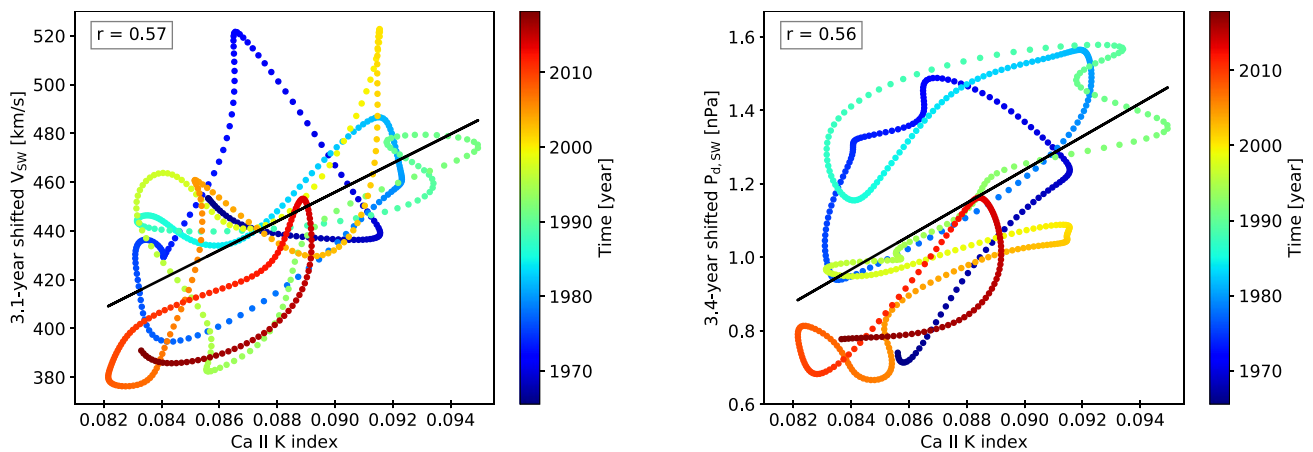 r = 0.57
520
500
480
460
440
420
400
380
3.1-year shifted V_SW [km/s]
0.082 0.084 0.086 0.088 0.090 0.092 0.094
Ca II K index
2010
2000
1990
1980
1970
Time [year]
r = 0.56
1.6
1.4
1.2
1.0
0.8
0.6
3.4-year shifted P_d,sw [nPa]
0.082 0.084 0.086 0.088 0.090 0.092 0.094
Ca II K index
2010
2000
1990
1980
1970
Time [year]